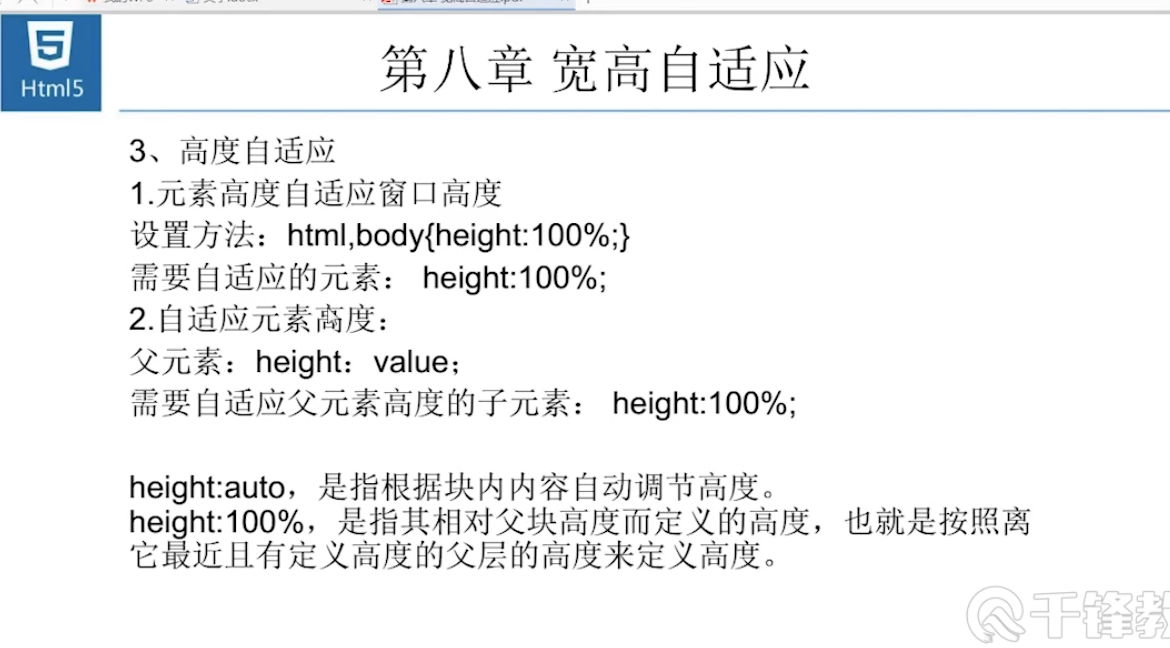 Html5
第八章 宽高自适应
3、高度自适应
1.元素高度自适应窗口高度
设置方法：html,body{height:100%;}
需要自适应的元素： height:100%;
2.自适应元素高度：
父元素：height：value；
需要自适应父元素高度的子元素： height:100%;
height:auto，是指根据块内内容自动调节高度。
height:100%，是指其相对父块高度而定义的高度，也就是按照离
它最近且有定义高度的父层的高度来定义高度。
千锋教